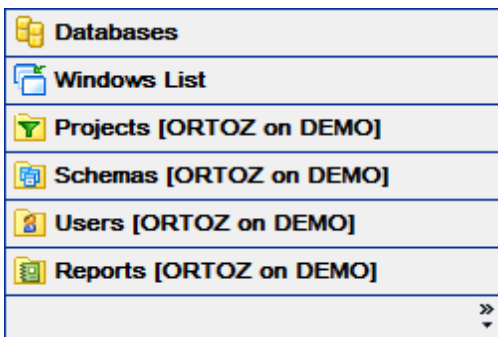 Databases
Windows List
Projects [ORTOZ on DEMO]
Schemas [ORTOZ on DEMO]
Users [ORTOZ on DEMO]
Reports [ORTOZ on DEMO]